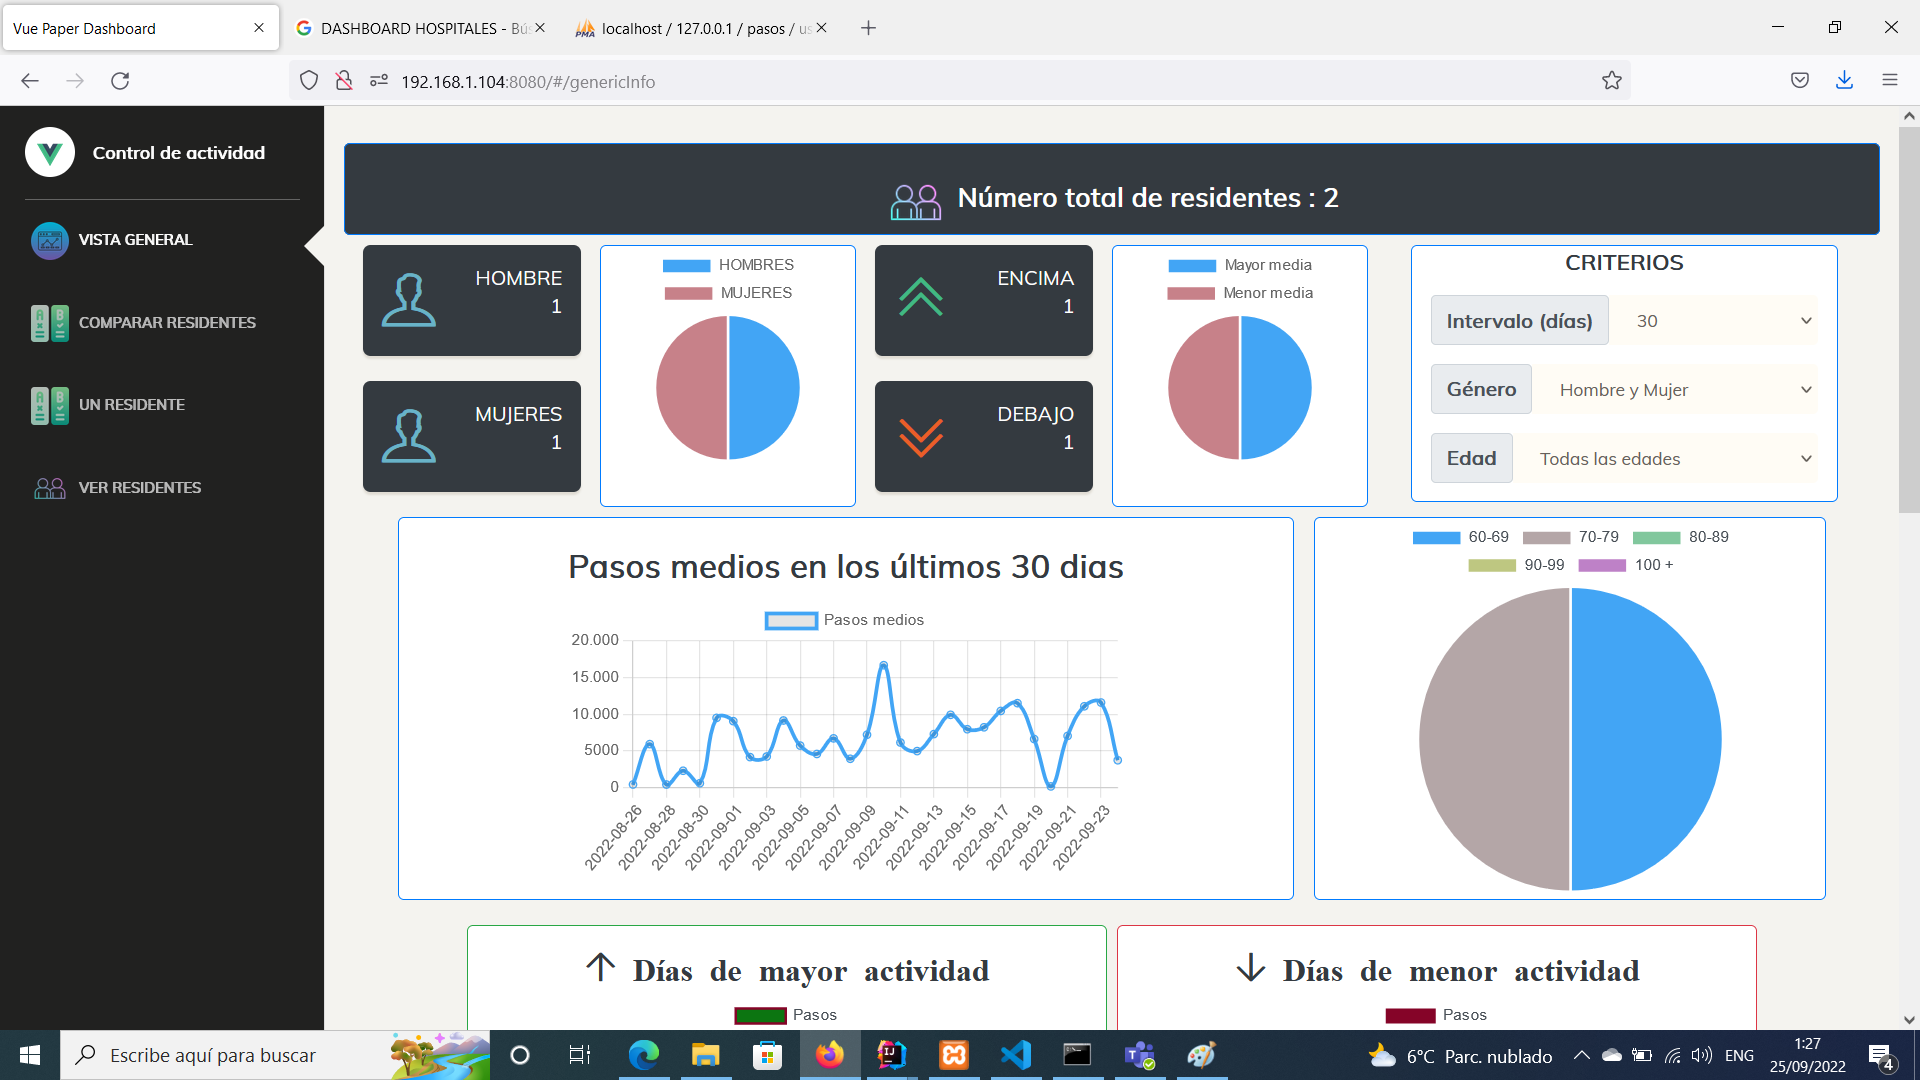 Vue Paper Dashboard
DASHBOARD HOSPITALES - Bús
localhost / 127.0.0.1 / pasos / us
192.168.1.104:8080/#/genericInfo
Control de actividad
VISTA GENERAL
COMPARAR RESIDENTES
UN RESIDENTE
VER RESIDENTES
Número total de residentes : 2
HOMBRE
1
MUJERES
1
HOMBRES
MUJERES
ENCIMA
1
DEBAJO
1
Mayor media
Menor media
CRITERIOS
Intervalo (días) 30
Género Hombre y Mujer
Edad Todas las edades
Pasos medios en los últimos 30 dias
Pasos medios
20.000
15.000
10.000
5000
0
2022-08-26
2022-08-28
2022-08-30
2022-09-01
2022-09-03
2022-09-05
2022-09-07
2022-09-09
2022-09-11
2022-09-13
2022-09-15
2022-09-17
2022-09-19
2022-09-21
2022-09-23
60-69 70-79 80-89
90-99 100 +
Días de mayor actividad
Pasos
Días de menor actividad
Pasos
Escribe aquí para buscar
6°C Parc. nublado
ENG
1:27
25/09/2022
4